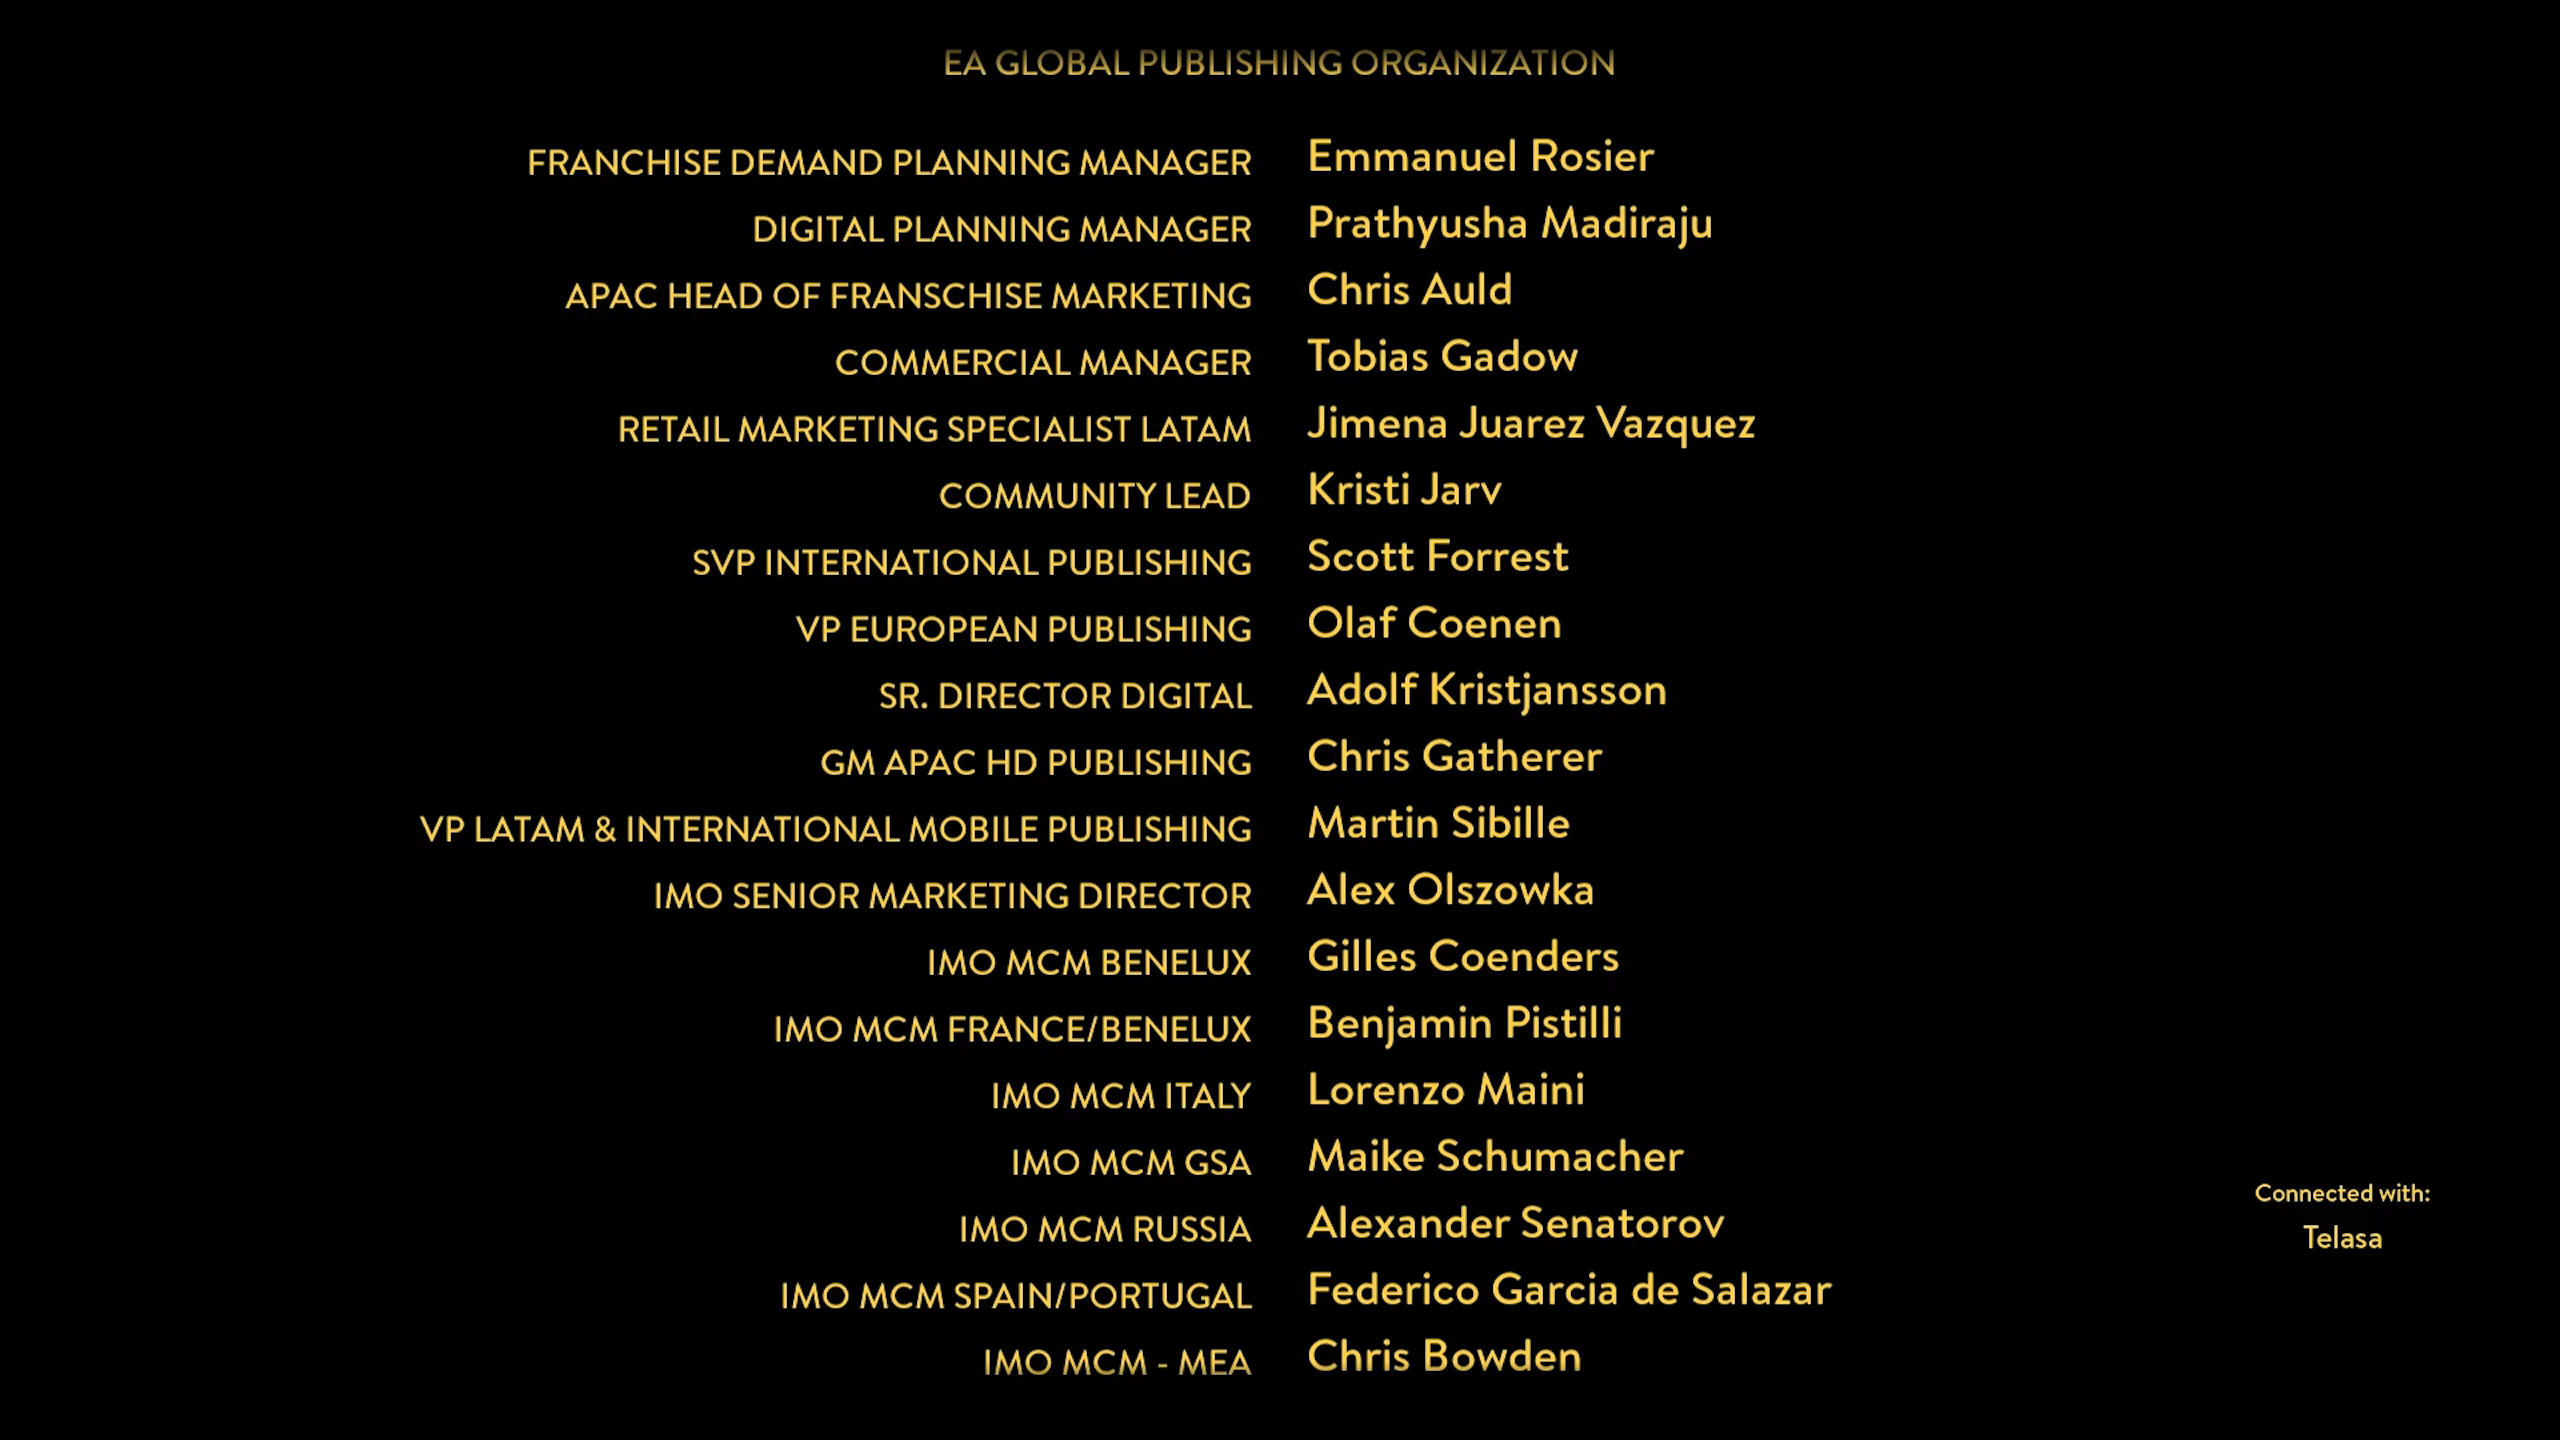 EA GLOBAL PUBLISHING ORGANIZATION
FRANCHISE DEMAND PLANNING MANAGER Emmanuel Rosier
DIGITAL PLANNING MANAGER Prathyusha Madiraju
APAC HEAD OF FRANSCHISE MARKETING Chris Auld
COMMERCIAL MANAGER Tobias Gadow
RETAIL MARKETING SPECIALIST LATAM Jimena Juarez Vazquez
COMMUNITY LEAD Kristi Jarv
SVP INTERNATIONAL PUBLISHING Scott Forrest
VP EUROPEAN PUBLISHING Olaf Coenen
SR. DIRECTOR DIGITAL Adolf Kristjansson
GM APAC HD PUBLISHING Chris Gatherer
VP LATAM & INTERNATIONAL MOBILE PUBLISHING Martin Sibille
IMO SENIOR MARKETING DIRECTOR Alex Olszowka
IMO MCM BENELUX Gilles Coenders
IMO MCM FRANCE/BENELUX Benjamin Pistilli
IMO MCM ITALY Lorenzo Maini
IMO MCM GSA Maike Schumacher
IMO MCM RUSSIA Alexander Senatorov
IMO MCM SPAIN/PORTUGAL Federico Garcia de Salazar
IMO MCM - MEA Chris Bowden
Connected with:
Telasa